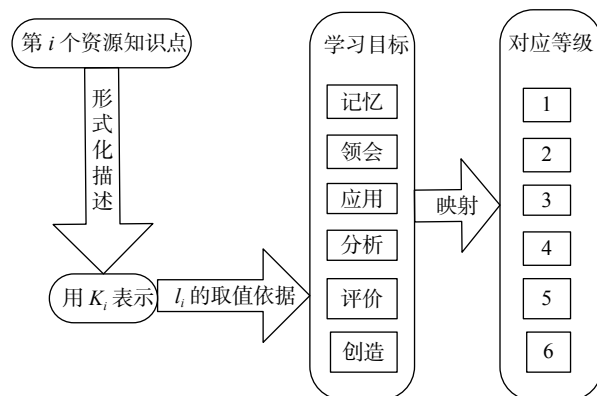 第 i 个资源知识点
形式化描述
用 K_i 表示
l_i 的取值依据
学习目标
记忆
领会
应用
分析
评价
创造
映射
对应等级
1
2
3
4
5
6